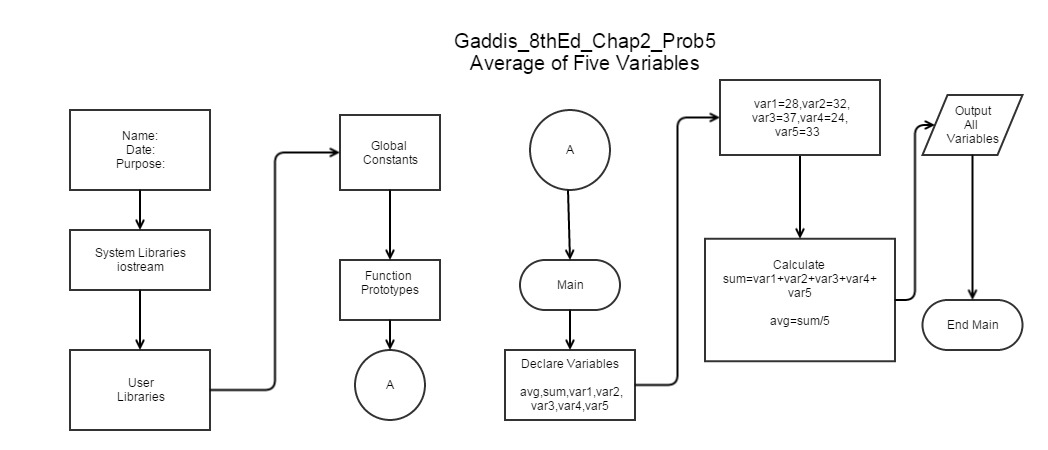 Gaddis_8thEd_Chap2_Prob5
Average of Five Variables
Name:
Date:
Purpose:
System Libraries
iostream
User
Libraries
Global
Constants
Function
Prototypes
A
A
Main
Declare Variables
avg,sum,var1,var2,
var3,var4,var5
var1=28,var2=32,
var3=37,var4=24,
var5=33
Calculate
sum=var1+var2+var3+var4+
var5
avg=sum/5
Output
All
Variables
End Main